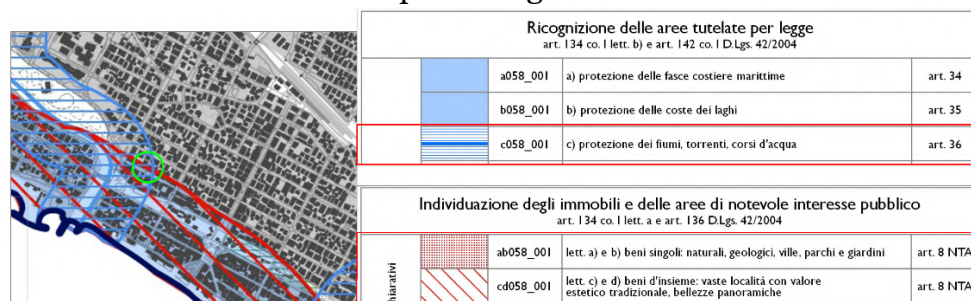 Ricognizione delle aree tutelate per legge
art. 134 co. I lett. b) e art. 142 co. I D.Lgs. 42/2004
a058_001 a) protezione delle fasce costiere marittime art. 34
b058_001 b) protezione delle coste dei laghi art. 35
c058_001 c) protezione dei fiumi, torrenti, corsi d'acqua art. 36
Individuazione degli immobili e delle aree di notevole interesse pubblico
art. 134 co. I lett. a e art. 136 D.Lgs. 42/2004
ab058_001 lett. a) e b) beni singoli: naturali, geologici, ville, parchi e giardini art. 8 NTA
cd058_001 lett. c) e d) beni d'insieme: vaste località con valore art. 8 NTA
estetico tradizionale, bellezze panoramiche